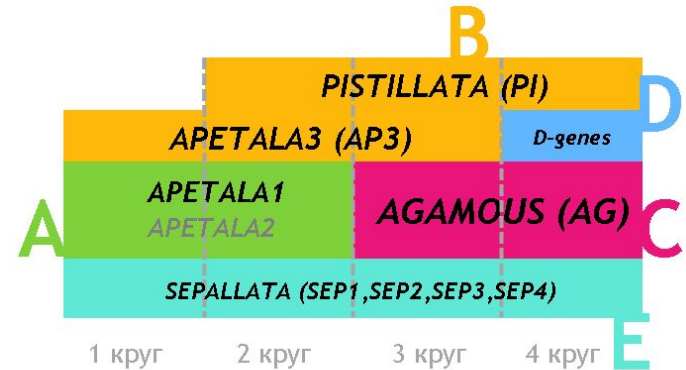 B
PISTILLATA (PI)
D
APETALA3 (AP3)
D-genes
A
APETALA1
APETALA2
AGAMOUS (AG)
C
SEPALLATA (SEP1,SEP2,SEP3,SEP4)
E
1 круг 2 круг 3 круг 4 круг